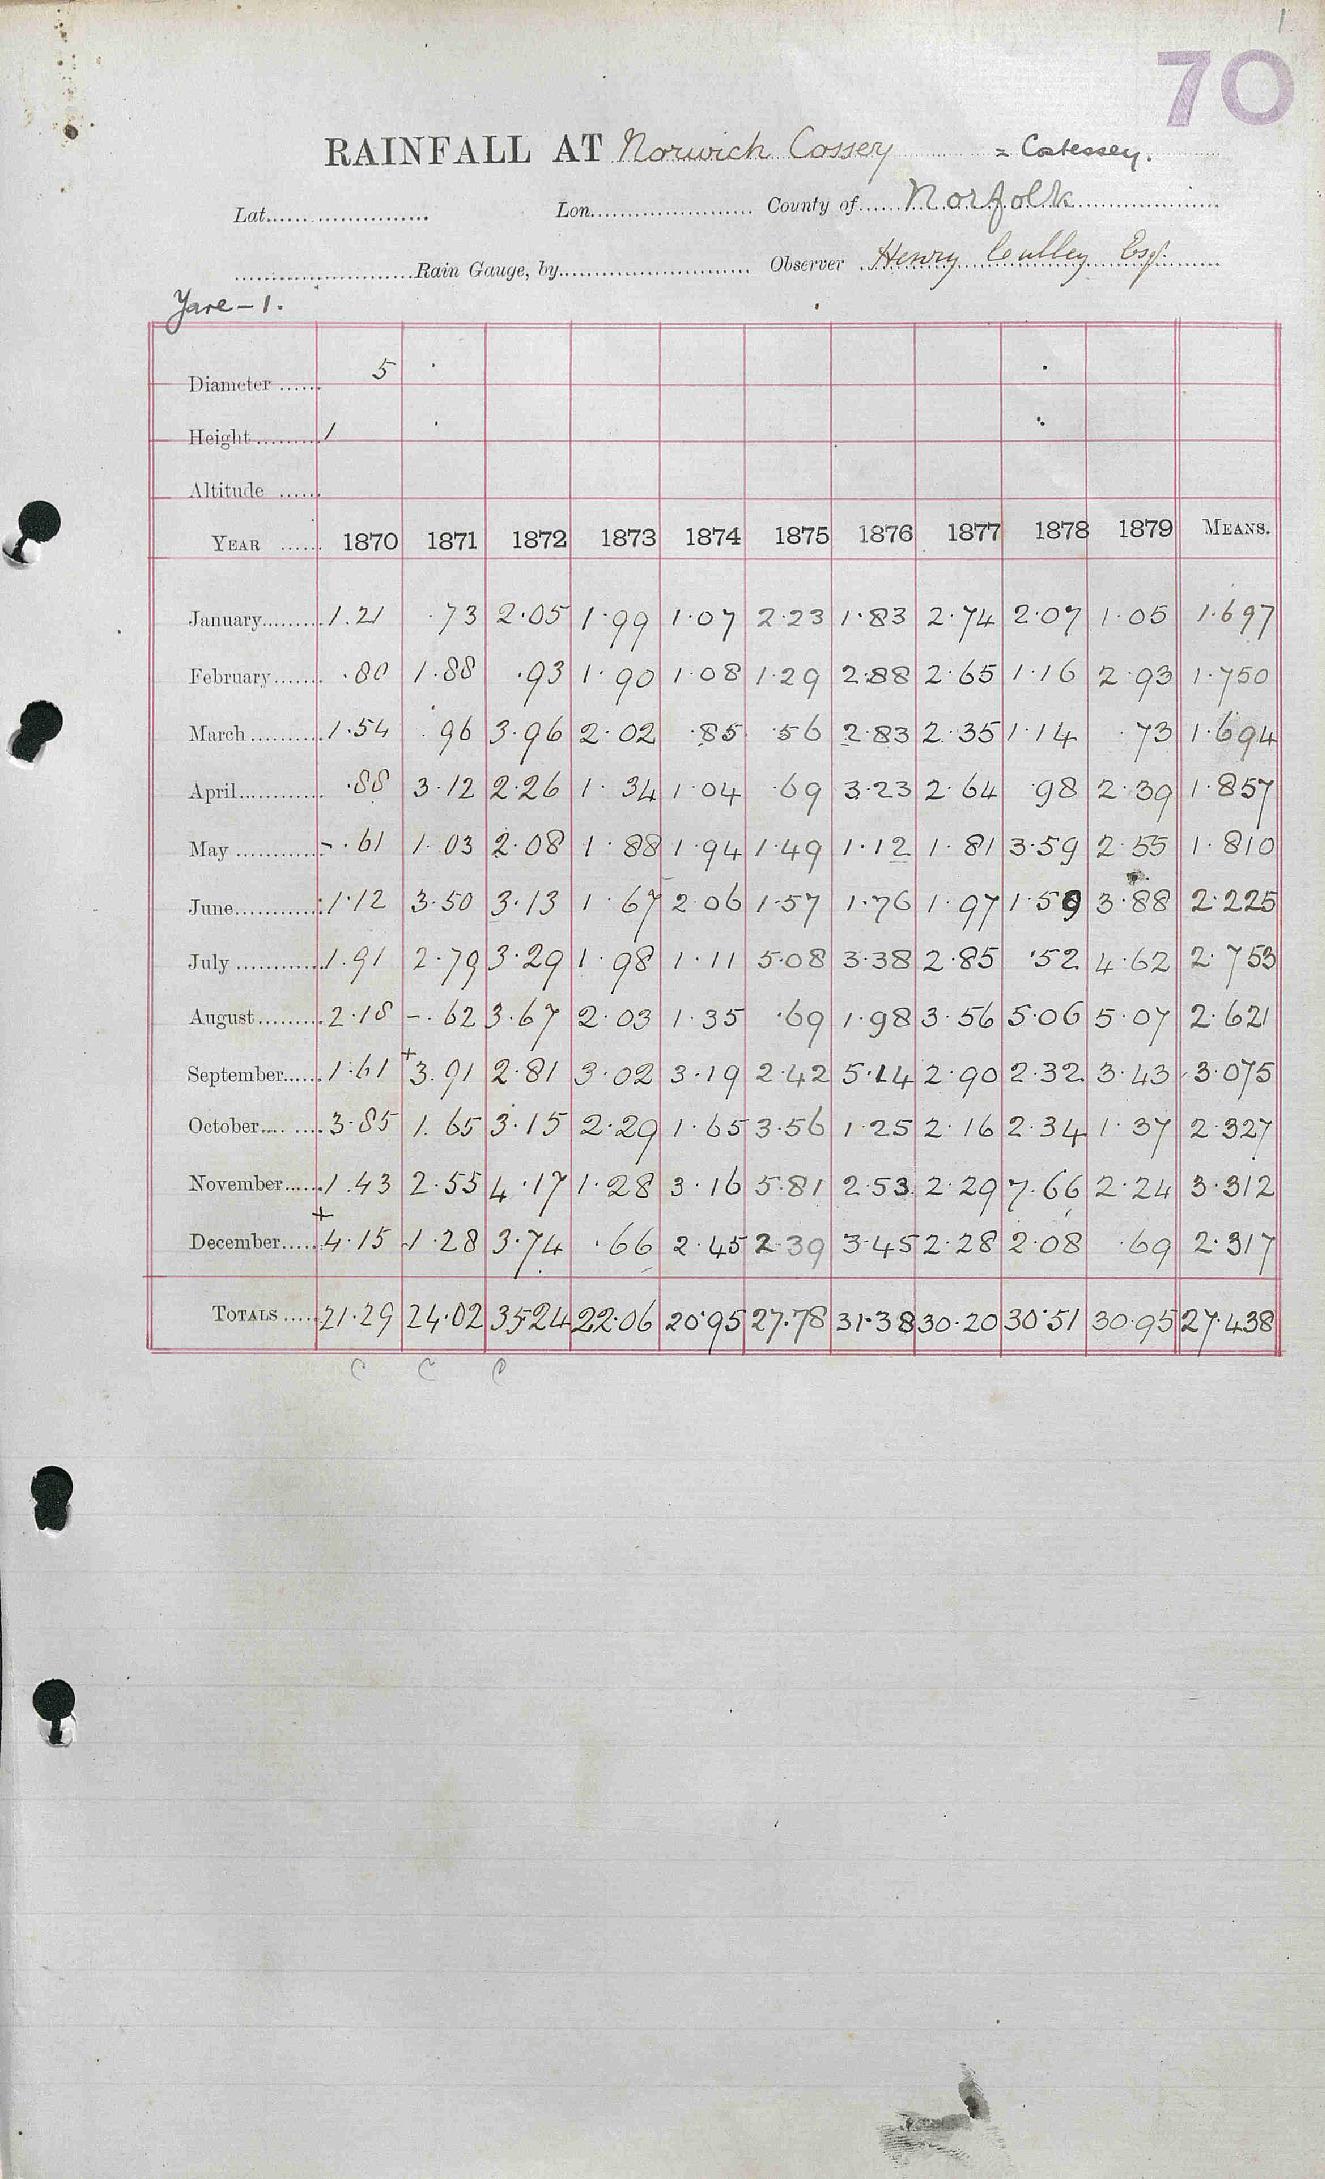 1
70
RAINFALL AT Norwich Cossey = Costessey.
Lat. Lon. County of Norfolk
Rain Gauge, by Observer Henry Culley Esq.
Yare - 1.
Diameter 5
Height 1
Altitude
YEAR 1870 1871 1872 1873 1874 1875 1876 1877 1878 1879 MEANS.
January 1.21 .73 2.05 1.99 1.07 2.23 1.83 2.74 2.07 1.05 1.697
February .80 1.88 .93 1.90 1.08 1.29 2.88 2.65 1.16 2.93 1.750
March 1.54 .96 3.96 2.02 .85 .56 2.83 2.35 1.14 .73 1.694
April .88 3.12 2.26 1.34 1.04 .69 3.23 2.64 .98 2.39 1.857
May - .61 1.03 2.08 1.88 1.94 1.49 1.12 1.81 3.59 2.55 1.810
June 1.12 3.50 3.13 1.67 2.06 1.57 1.76 1.97 1.59 3.88 2.225
July 1.91 2.79 3.29 1.98 1.11 5.08 3.38 2.85 .52 4.62 2.753
August 2.18 - .62 3.67 2.03 1.35 .69 1.98 3.56 5.06 5.07 2.621
September 1.61 + 3.91 2.81 3.02 3.19 2.42 5.14 2.90 2.32 3.43 3.075
October 3.85 1.65 3.15 2.29 1.65 3.56 1.25 2.16 2.34 1.37 2.327
November 1.43 2.55 4.17 1.28 3.16 5.81 2.53 2.29 7.66 2.24 3.312
December + 4.15 1.28 3.74 .66 2.45 2.39 3.45 2.28 2.08 .69 2.317
TOTALS 21.29 24.02 35.24 22.06 20.95 27.78 31.38 30.20 30.51 30.95 27.438
C C C